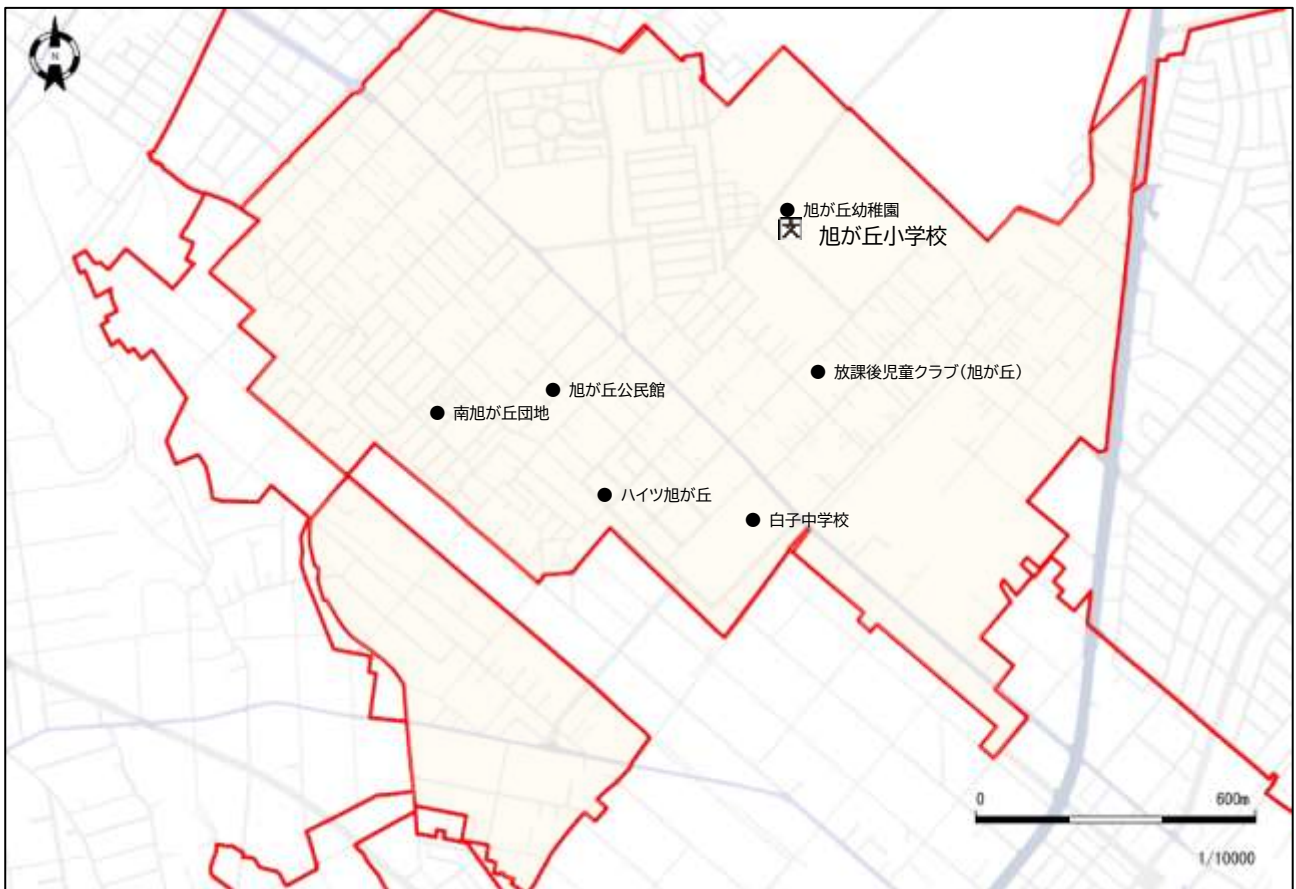 N
旭が丘幼稚園
旭が丘小学校
放課後児童クラブ(旭が丘)
旭が丘公民館
南旭が丘団地
ハイツ旭が丘
白子中学校
0 600m
1/10000